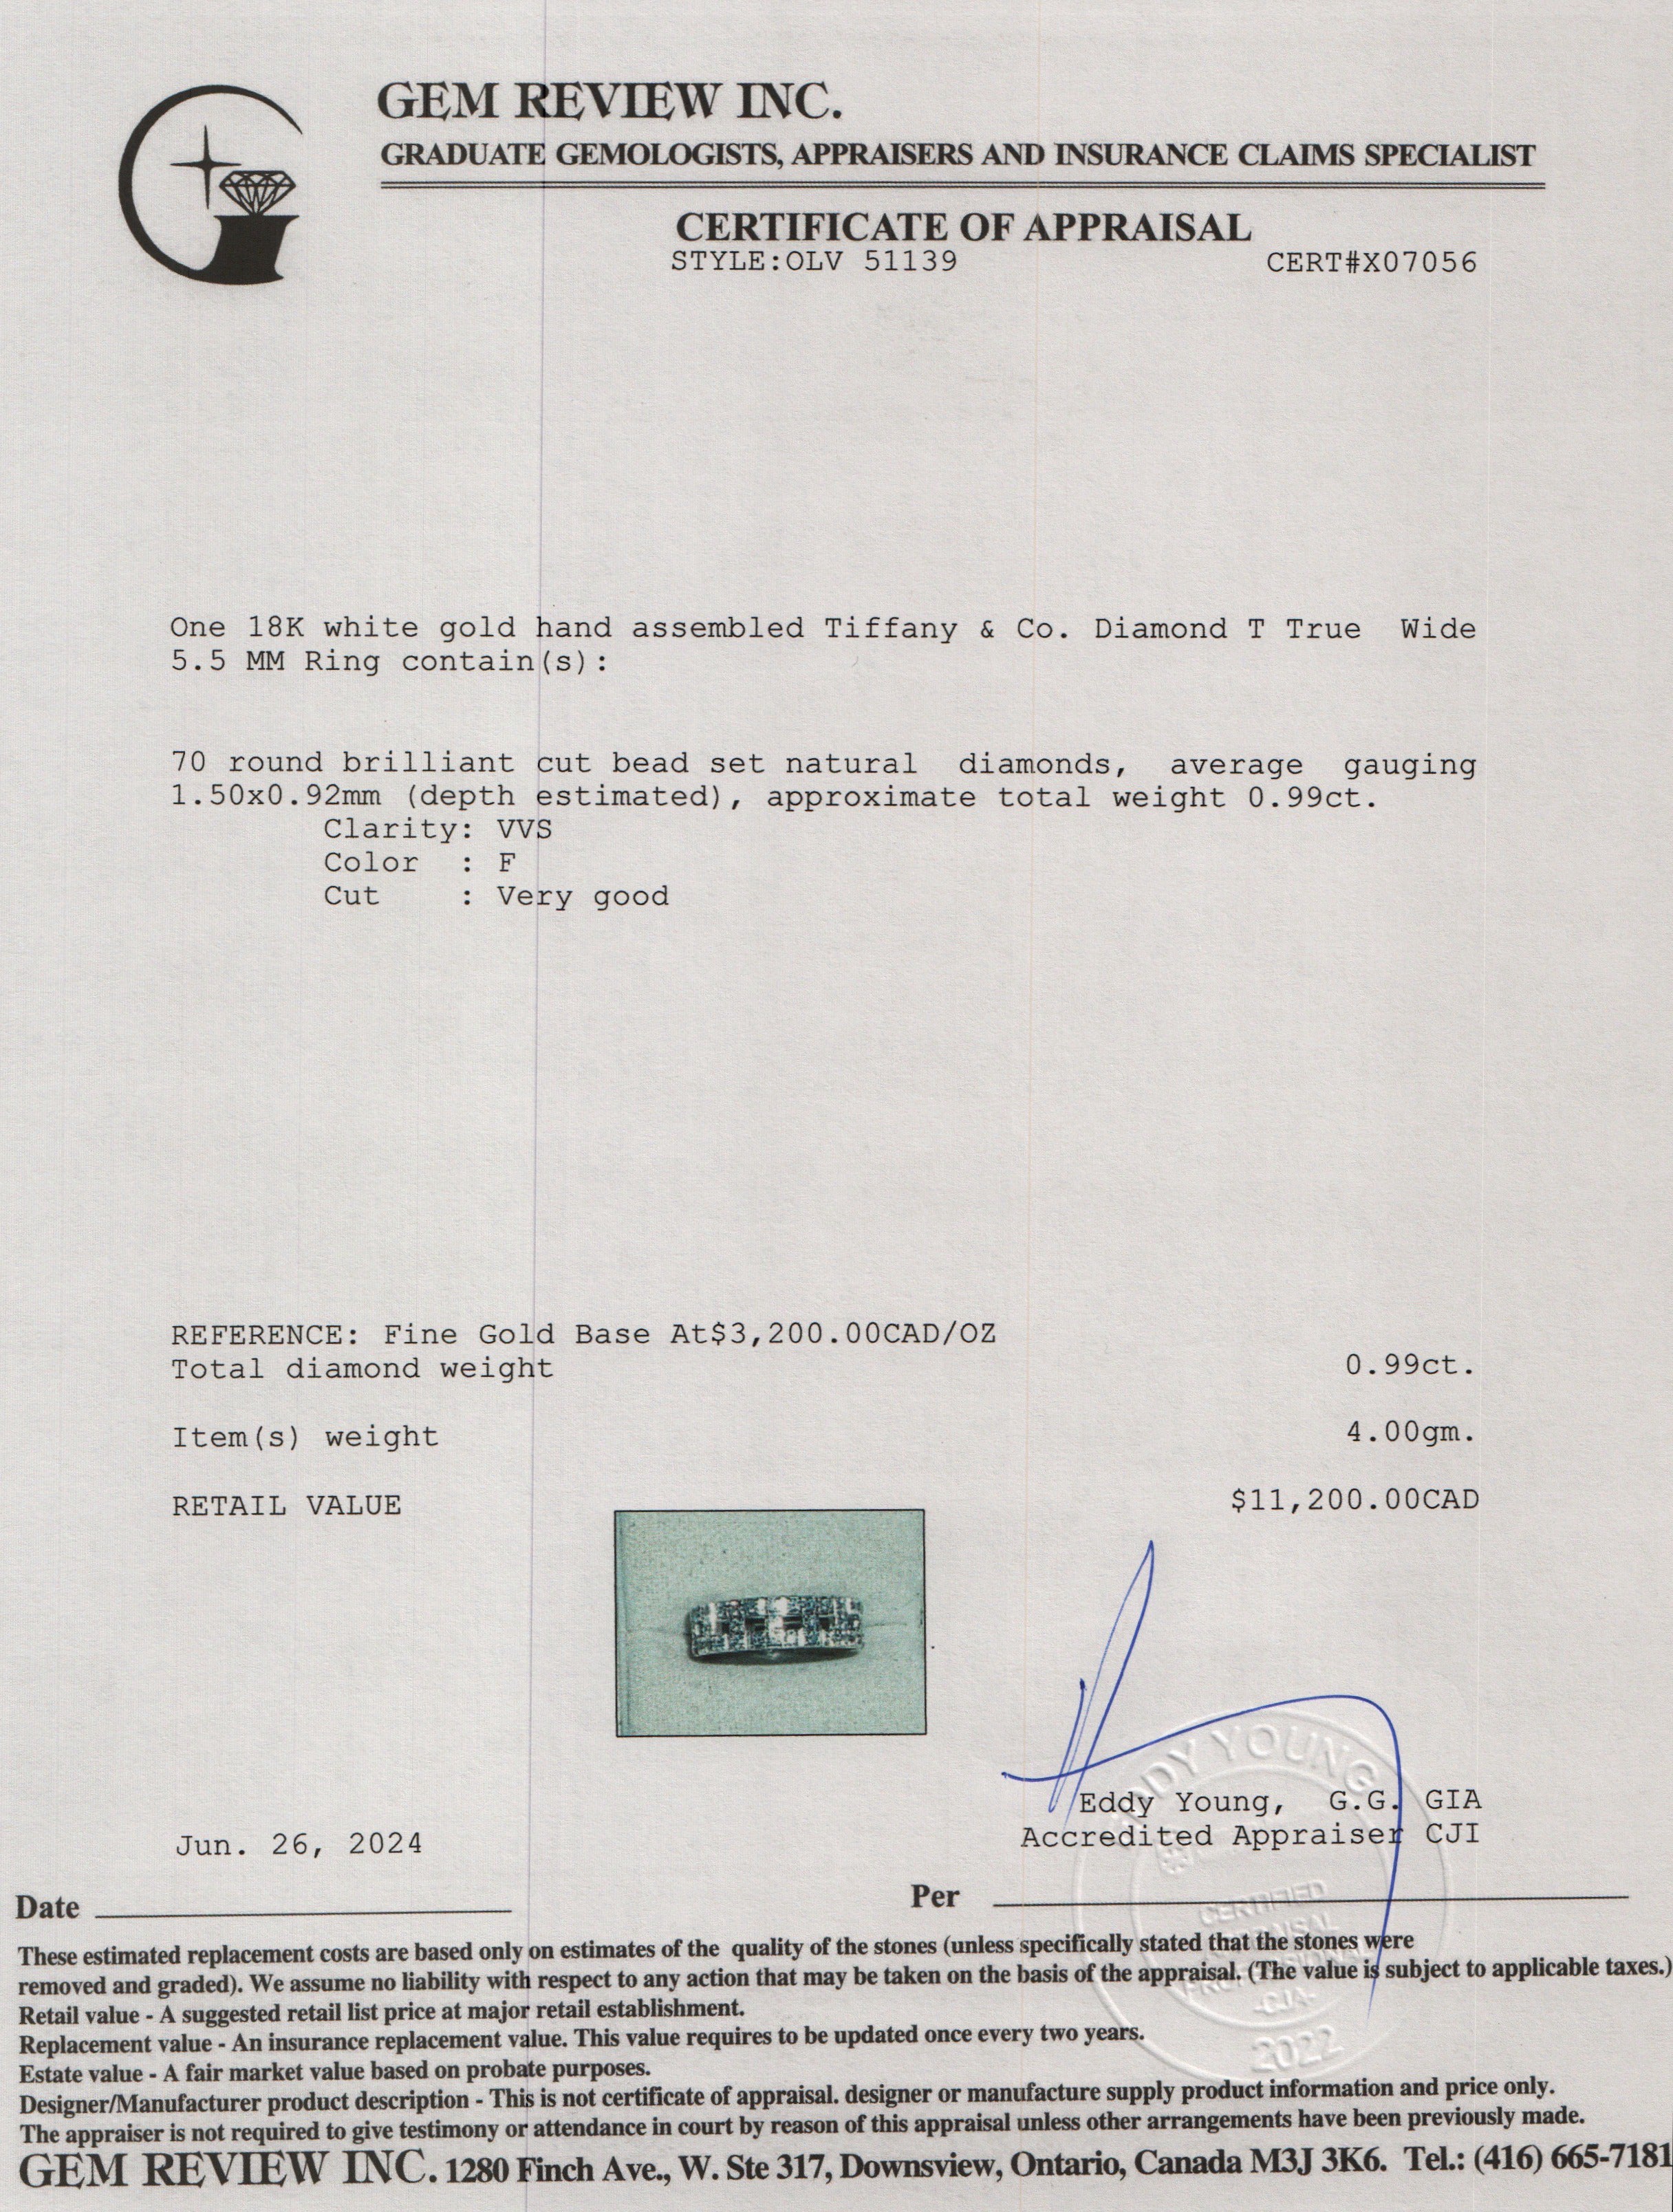 GEM REVIEW INC.
GRADUATE GEMOLOGISTS, APPRAISERS AND INSURANCE CLAIMS SPECIALIST
CERTIFICATE OF APPRAISAL
STYLE:OLV 51139 CERT#X07056
One 18K white gold hand assembled Tiffany & Co. Diamond T True Wide
5.5 MM Ring contain(s):
70 round brilliant cut bead set natural diamonds, average gauging
1.50x0.92mm (depth estimated), approximate total weight 0.99ct.
Clarity: VVS
Color : F
Cut : Very good
REFERENCE: Fine Gold Base At$3,200.00CAD/OZ
Total diamond weight 0.99ct.
Item(s) weight 4.00gm.
RETAIL VALUE $11,200.00CAD
EDDY YOUNG
Eddy Young, G.G. GIA
Accredited Appraiser CJI
Jun. 26, 2024
Date Per
CERTIFIED
APPRAISAL
PROFESSIONAL
-CJA-
2022
These estimated replacement costs are based only on estimates of the quality of the stones (unless specifically stated that the stones were
removed and graded). We assume no liability with respect to any action that may be taken on the basis of the appraisal. (The value is subject to applicable taxes.)
Retail value - A suggested retail list price at major retail establishment.
Replacement value - An insurance replacement value. This value requires to be updated once every two years.
Estate value - A fair market value based on probate purposes.
Designer/Manufacturer product description - This is not certificate of appraisal. designer or manufacture supply product information and price only.
The appraiser is not required to give testimony or attendance in court by reason of this appraisal unless other arrangements have been previously made.
GEM REVIEW INC. 1280 Finch Ave., W. Ste 317, Downsview, Ontario, Canada M3J 3K6. Tel.: (416) 665-7181